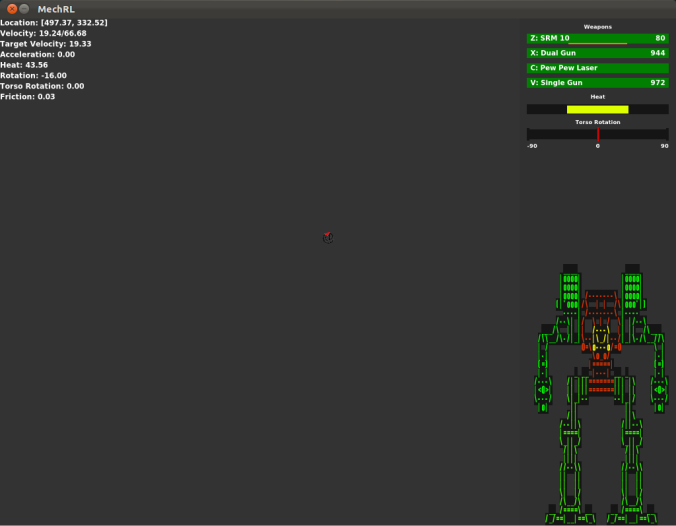 MechRL
Location: [497.37, 332.52]
Velocity: 19.24/66.68
Target Velocity: 19.33
Acceleration: 0.00
Heat: 43.56
Rotation: -16.00
Torso Rotation: 0.00
Friction: 0.03
Weapons
Z: SRM 10 80
X: Dual Gun 944
C: Pew Pew Laser
V: Single Gun 972
Heat
Torso Rotation
-90 0 90